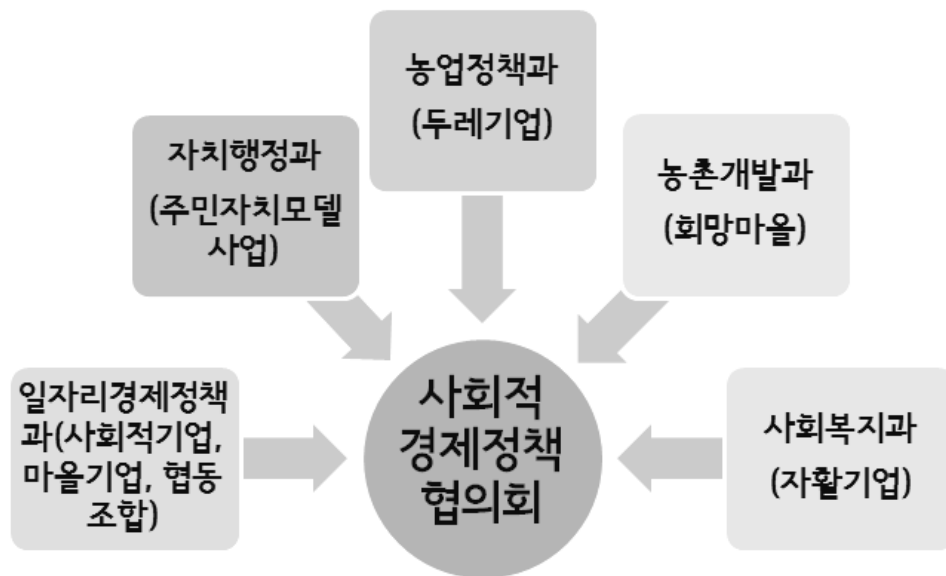 농업정책과
(두레기업)
자치행정과
(주민자치모델
사업)
농촌개발과
(희망마을)
일자리경제정책
과(사회적기업,
마을기업, 협동
조합)
사회적
경제정책
협의회
사회복지과
(자활기업)